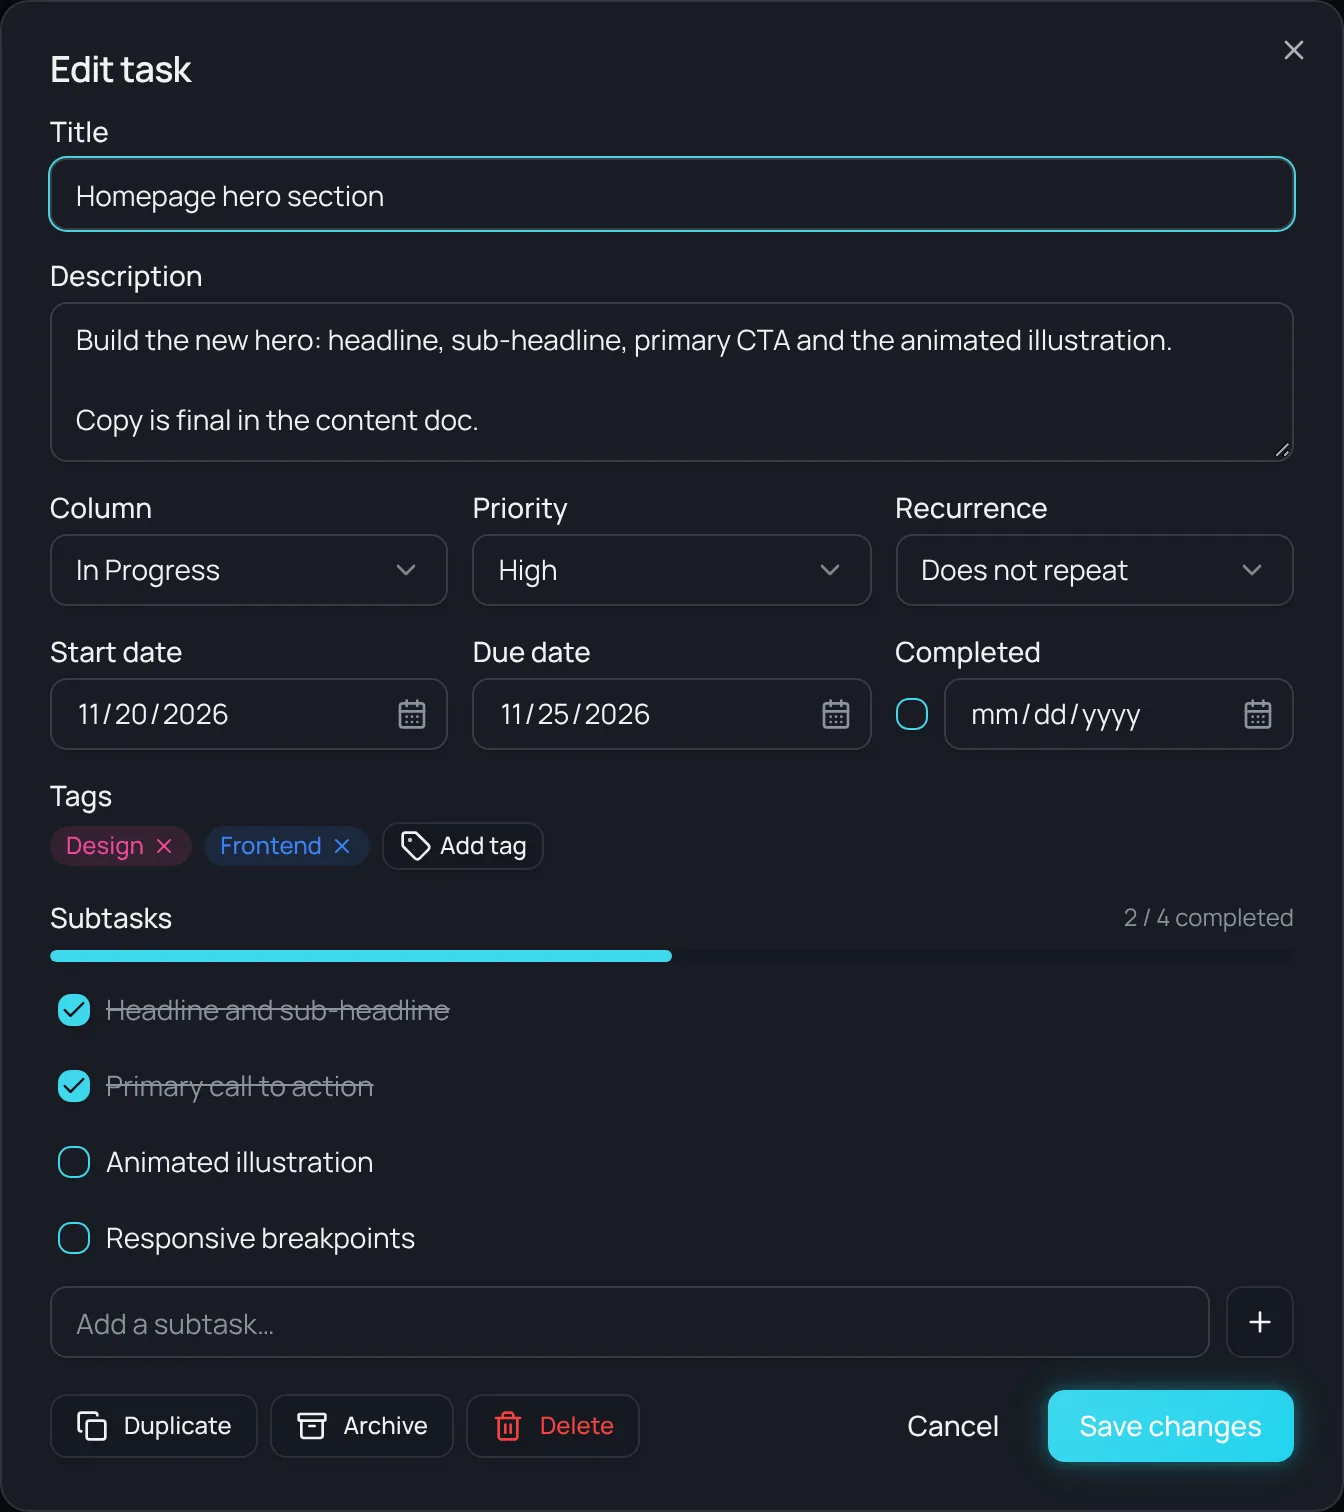 Edit task
Title
Homepage hero section
Description
Build the new hero: headline, sub-headline, primary CTA and the animated illustration.
Copy is final in the content doc.
Column
Priority
Recurrence
In Progress
High
Does not repeat
Start date
Due date
Completed
11/20/2026
11/25/2026
mm/dd/yyyy
Tags
Design
Frontend
Add tag
Subtasks
2 / 4 completed
Headline and sub-headline
Primary call to action
Animated illustration
Responsive breakpoints
Add a subtask...
Duplicate
Archive
Delete
Cancel
Save changes